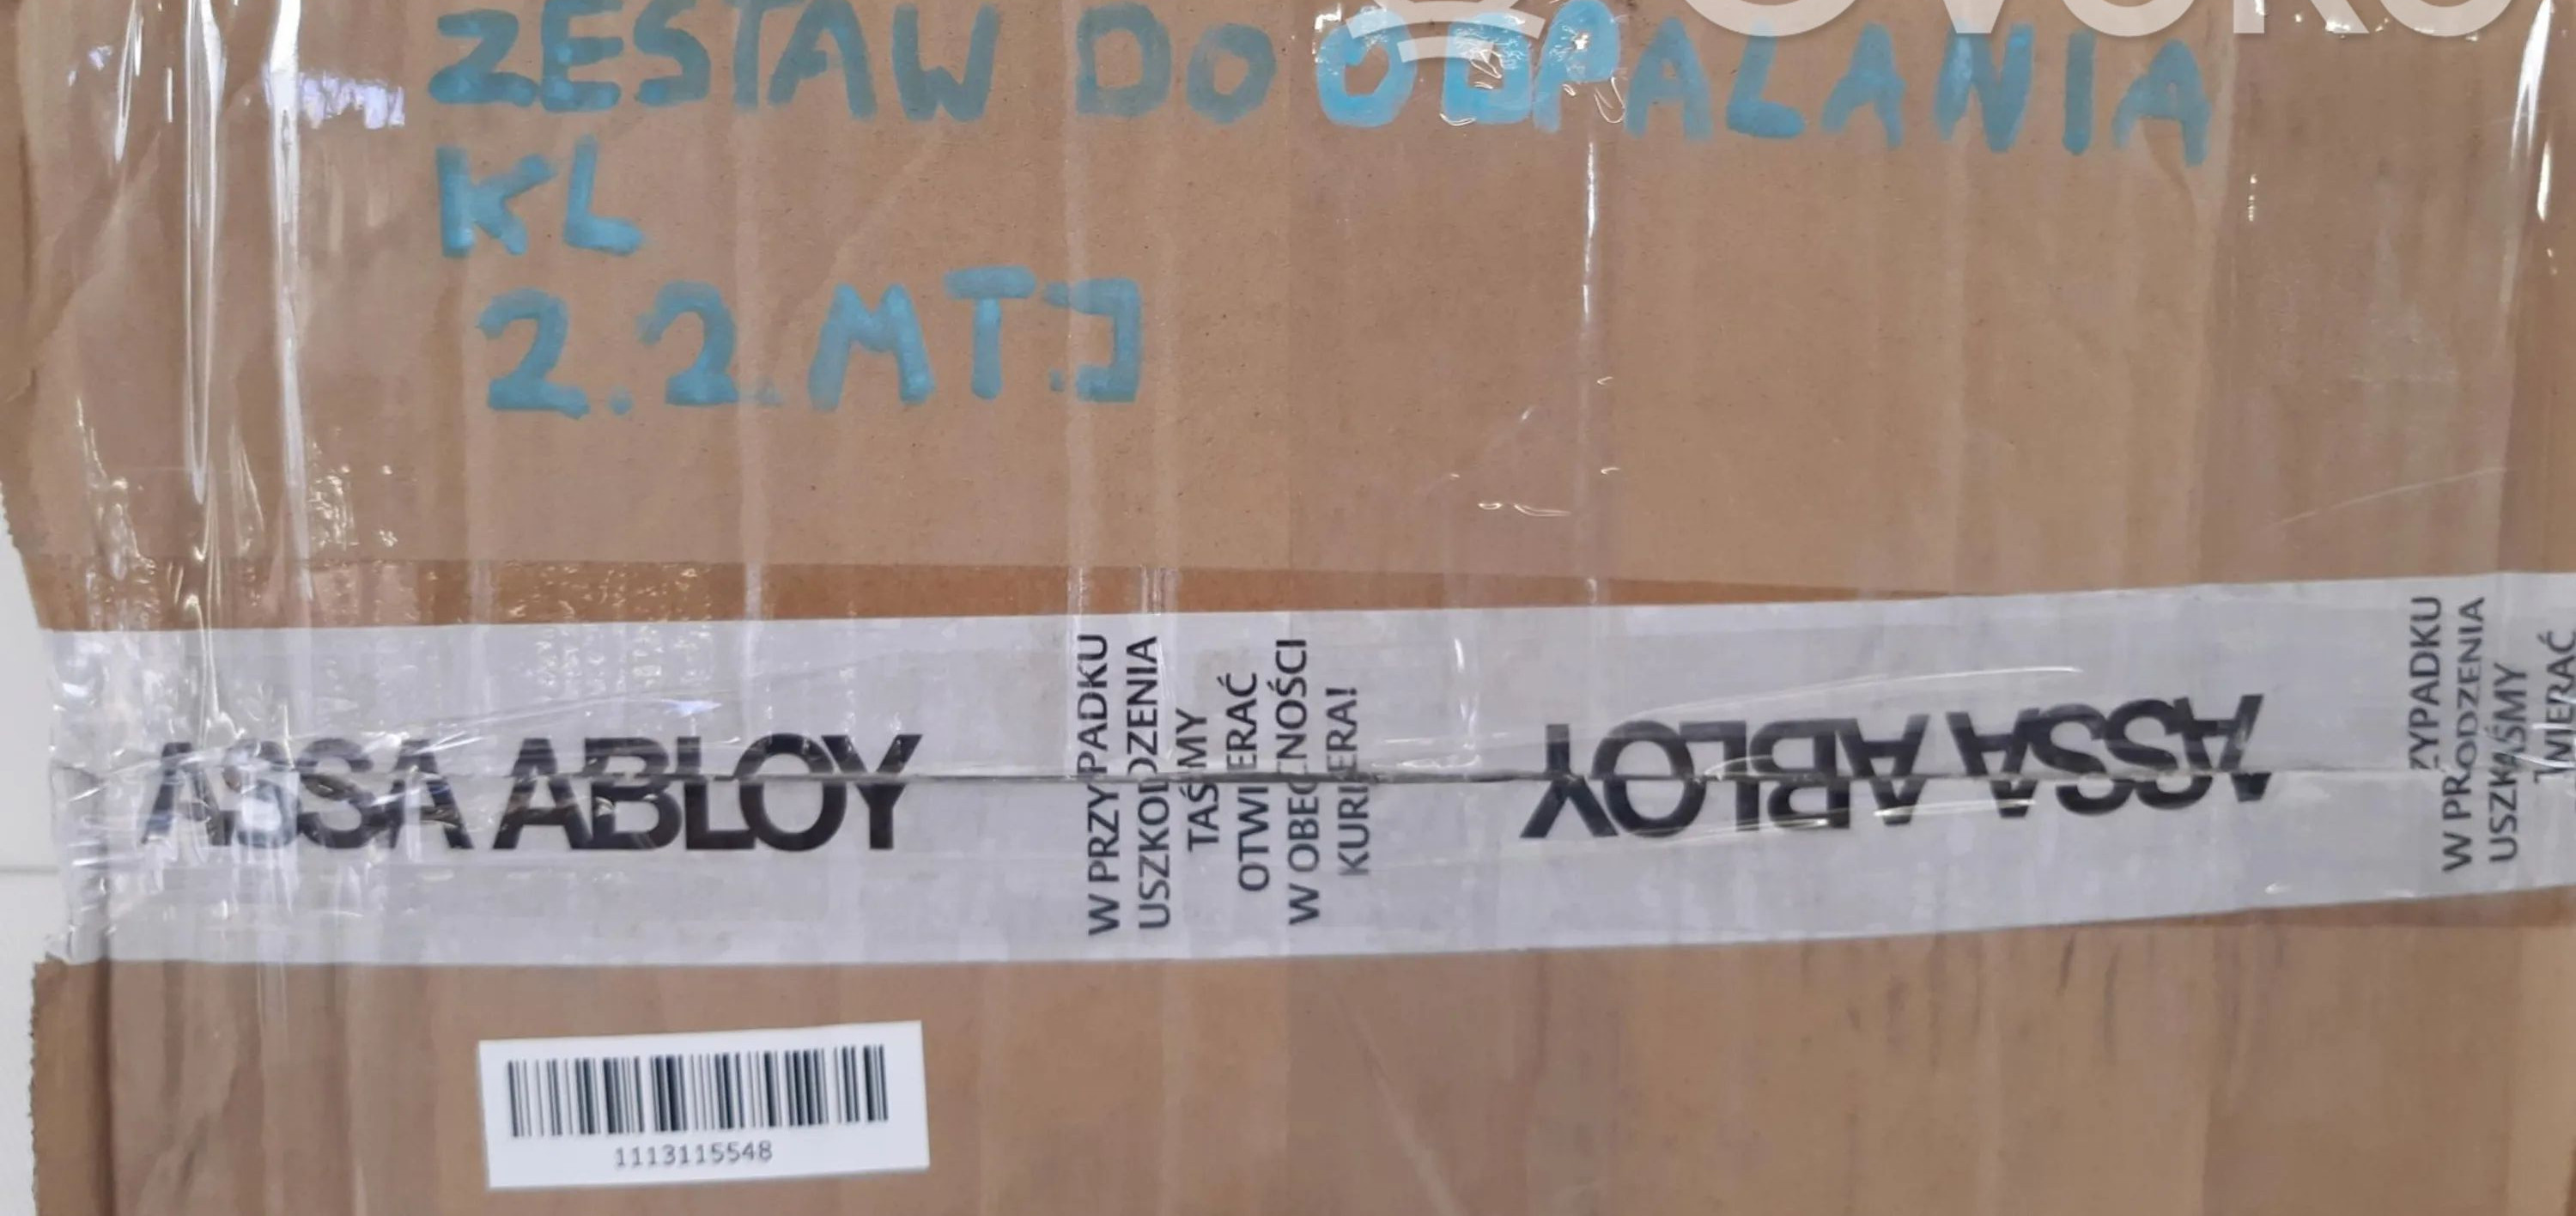 ZESTAW DO ODPALANIA
KL
2.2.MTJ
ASSA ABLOY
W PRZYPADKU
USZKODZENIA
TAŚMY
OTWIERAĆ
W OBECNOŚCI
KURIERA!
ASSA ABLOY
1113115548